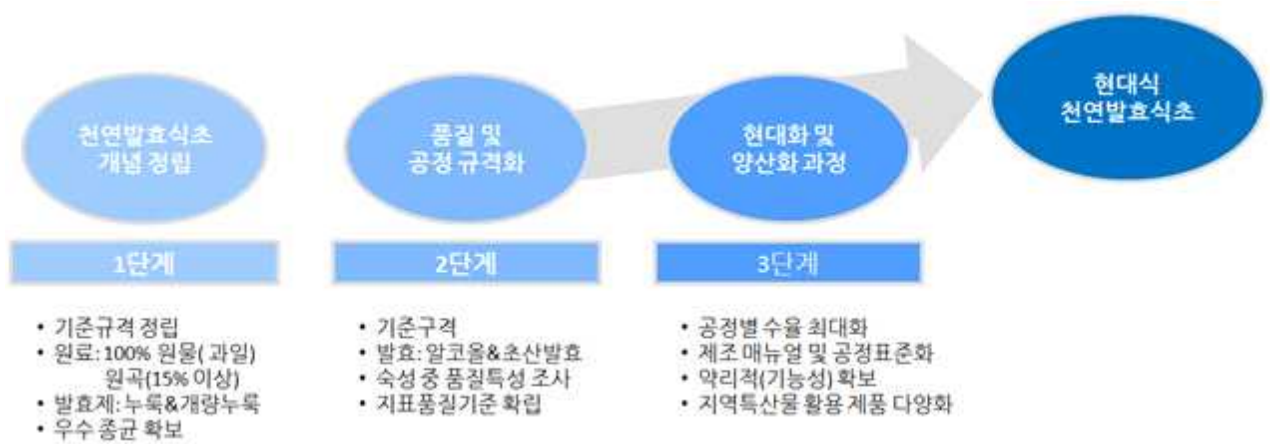 천연발효식초
개념 정립
품질 및
공정 규격화
현대화 및
양산화 과정
현대식
천연발효식초
1단계
• 기준규격 정립
• 원료: 100% 원물( 과일)
원곡(15% 이상)
• 발효제: 누룩&개량누룩
• 우수 종균 확보
2단계
• 기준구격
• 발효: 알코올&초산발효
• 숙성 중 품질특성 조사
• 지표품질기준 확립
3단계
• 공정별 수율 최대화
• 제조 매뉴얼 및 공정표준화
• 약리적(기능성) 확보
• 지역특산물 활용 제품 다양화